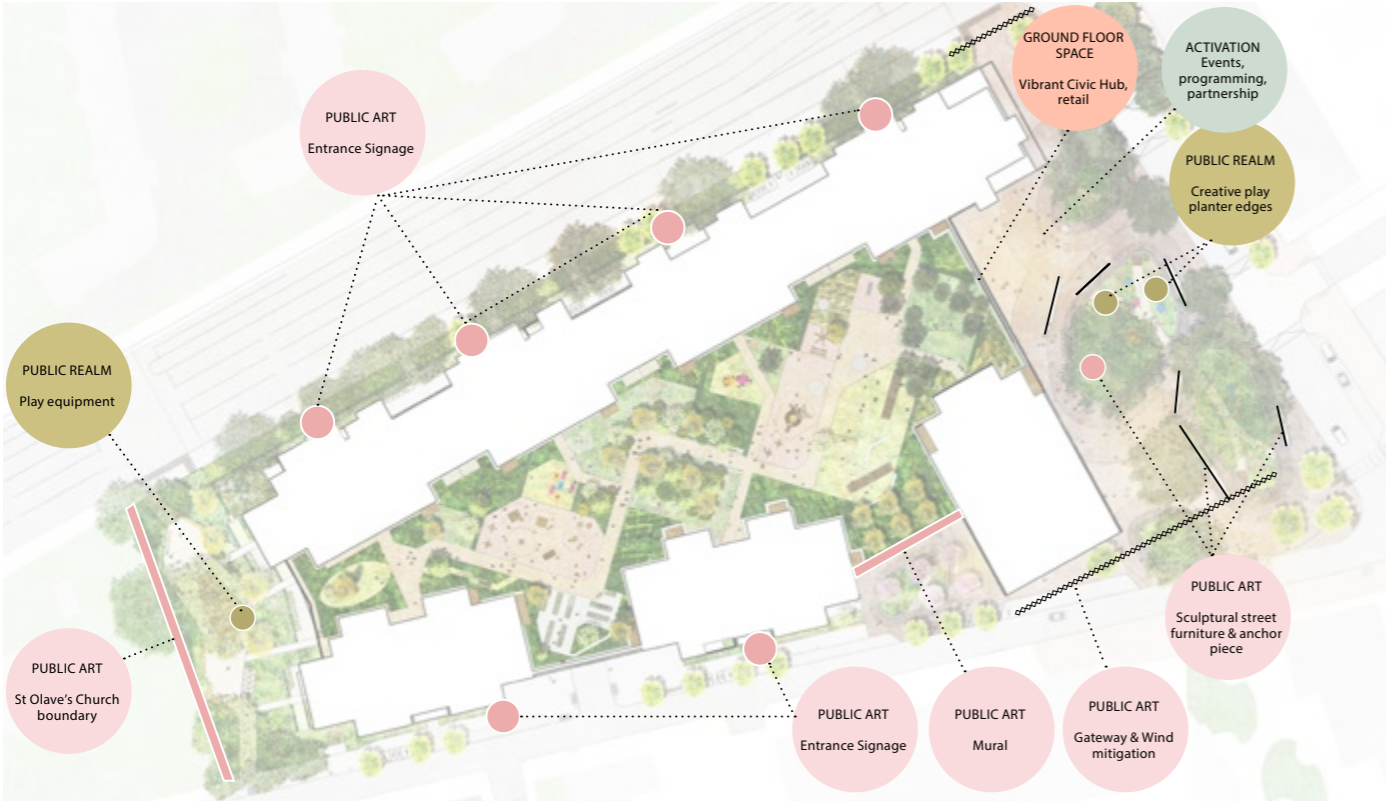 PUBLIC ART
Entrance Signage
GROUND FLOOR
SPACE
Vibrant Civic Hub,
retail
ACTIVATION
Events,
programming,
partnership
PUBLIC REALM
Creative play
planter edges
PUBLIC REALM
Play equipment
PUBLIC ART
St Olave's Church
boundary
PUBLIC ART
Entrance Signage
PUBLIC ART
Mural
PUBLIC ART
Gateway & Wind
mitigation
PUBLIC ART
Sculptural street
furniture & anchor
piece